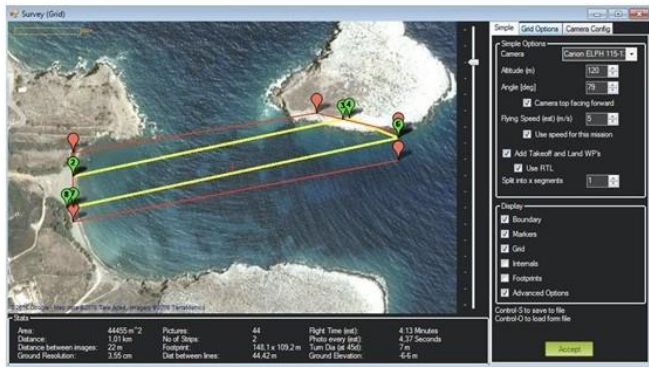 Survey (Grid)
Simple Grid Options Camera Config
Simple Options
Camera Canon ELPH 115-1
Altitude (m) 120
Angle [deg] 79
Camera top facing forward
Flying Speed (est) (m/s) 5
Use speed for this mission
Add Takeoff and Land WP's
Use RTL
Split into x segments 1
Display
Boundary
Markers
Grid
Internals
Footprints
Advanced Options
Control-S to save to file
Control-O to load form file
Accept
2
6
Stats
Area: 44455 m^2 Pictures: 44 Flight Time (est): 4:13 Minutes
Distance: 1,01 km No of Strips: 2 Photo every (est): 4,37 Seconds
Distance between images: 22 m Footprint: 148,1 x 109,2 m Turn Dia (at 45d): 7 m
Ground Resolution: 3,55 cm Dist between lines: 44,42 m Ground Elevation: -6-6 m